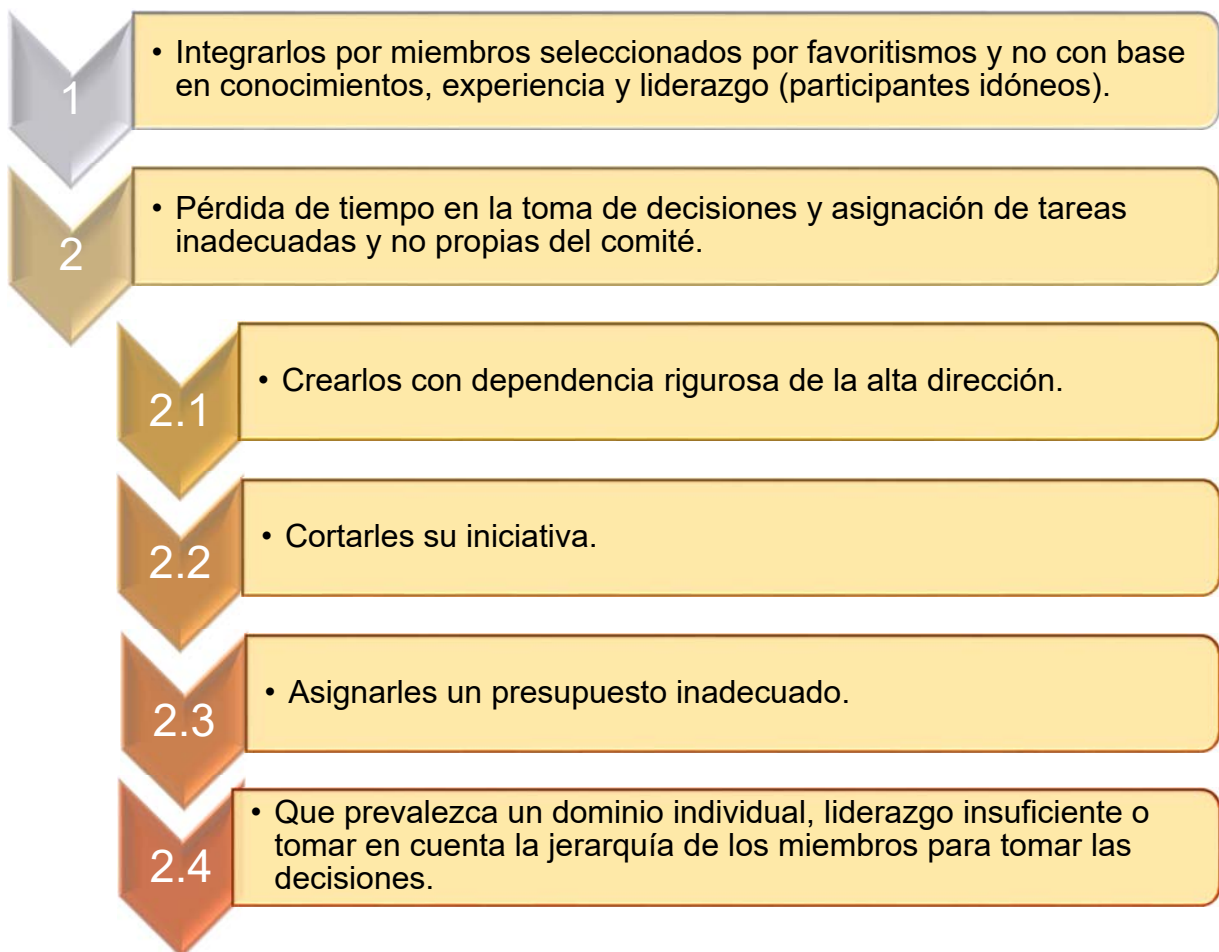 1
• Integrarlos por miembros seleccionados por favoritismos y no con base
en conocimientos, experiencia y liderazgo (participantes idóneos).
2
• Pérdida de tiempo en la toma de decisiones y asignación de tareas
inadecuadas y no propias del comité.
2.1
• Crearlos con dependencia rigurosa de la alta dirección.
2.2
• Cortarles su iniciativa.
2.3
• Asignarles un presupuesto inadecuado.
2.4
• Que prevalezca un dominio individual, liderazgo insuficiente o
tomar en cuenta la jerarquía de los miembros para tomar las
decisiones.